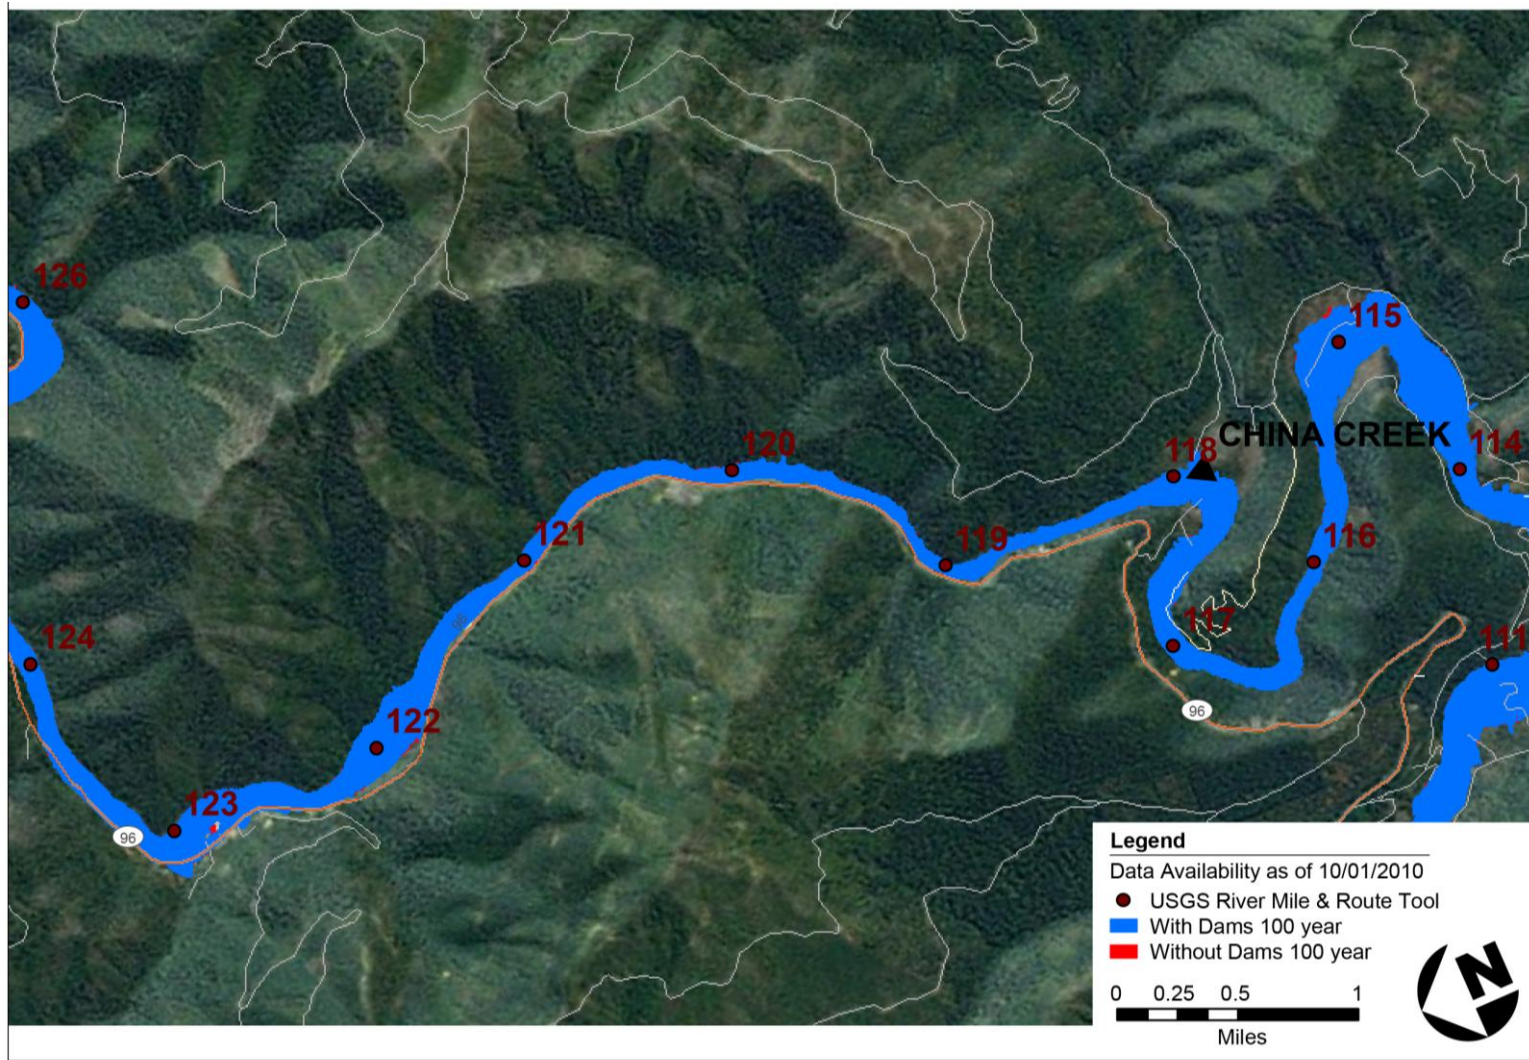 126
115
120
CHINA CREEK
118
114
121
119
116
117
124
111
96
96
122
123
96
Legend
Data Availability as of 10/01/2010
USGS River Mile & Route Tool
With Dams 100 year
Without Dams 100 year
0 0.25 0.5 1
Miles
N